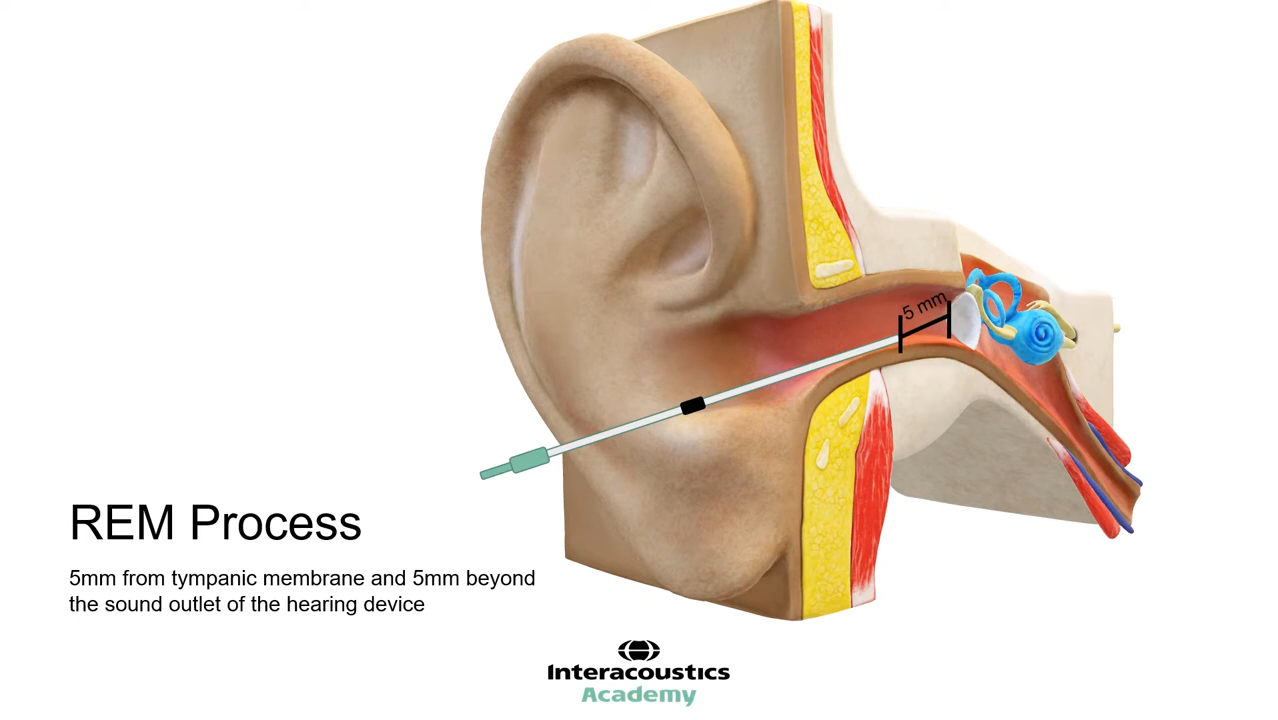 5 mm
REM Process
5mm from tympanic membrane and 5mm beyond
the sound outlet of the hearing device
Interacoustics
Academy